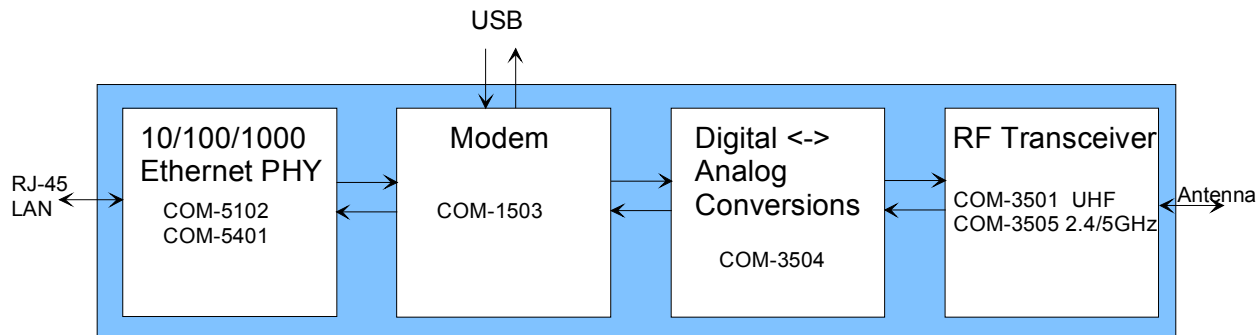 USB
RJ-45
LAN
10/100/1000
Ethernet PHY
COM-5102
COM-5401
Modem
COM-1503
Digital <->
Analog
Conversions
COM-3504
RF Transceiver
COM-3501 UHF
COM-3505 2.4/5GHz
Antenna